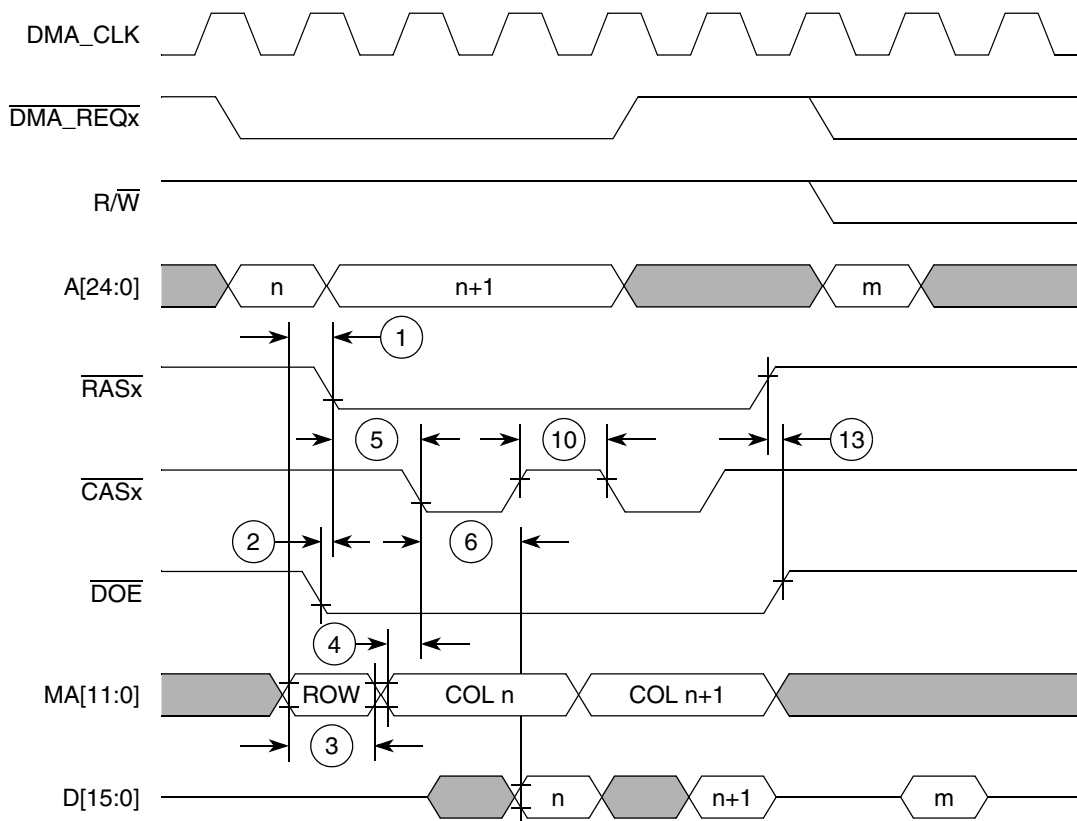 DMA_CLK
DMA_REQx
R/W
A[24:0] n n+1 m
1
RASx
5 10 13
CASx
2 6
DOE
4
MA[11:0] ROW COL n COL n+1
3
D[15:0] n n+1 m